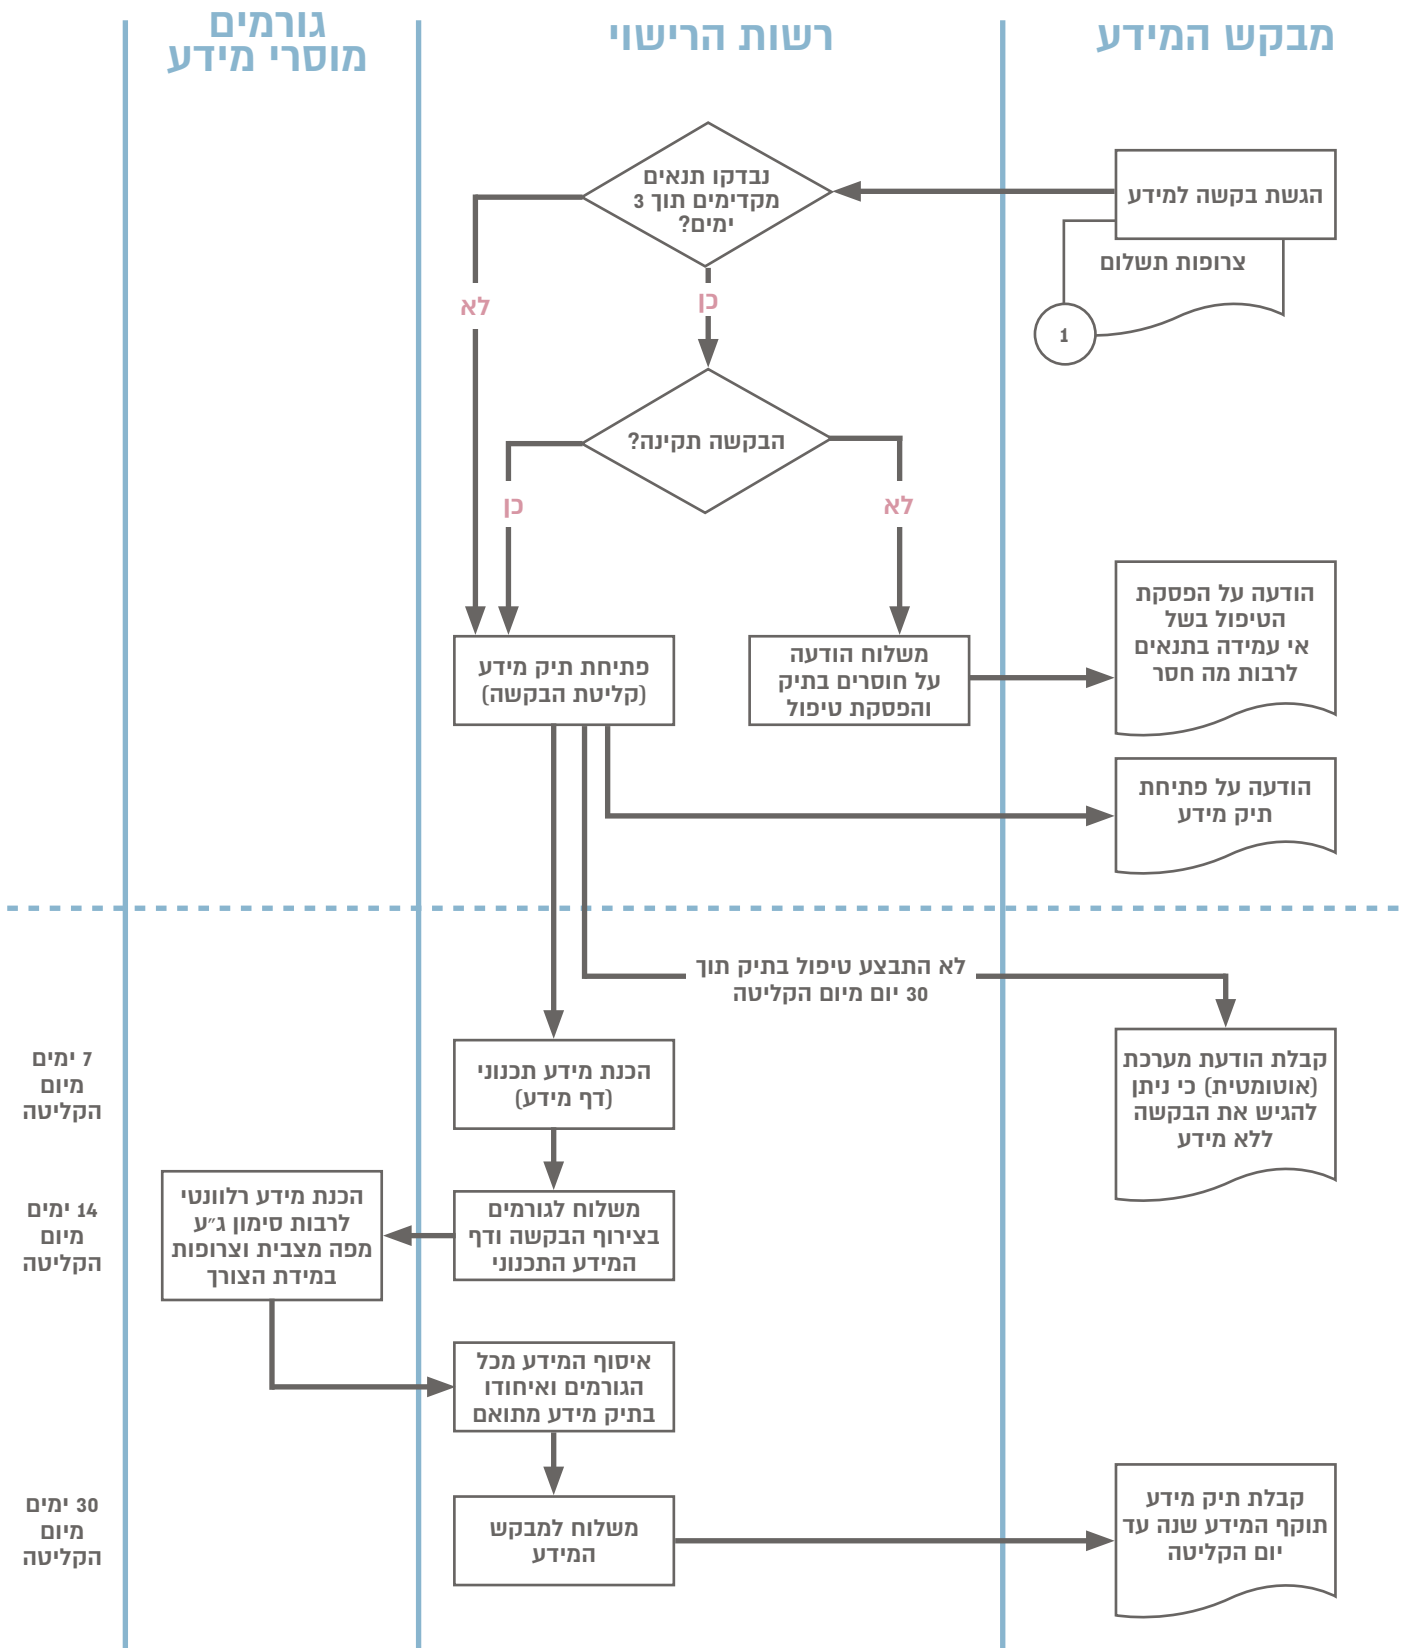 מבקש המידע
רשות הרישוי
גורמים
מוסרי מידע
הגשת בקשה למידע
צרופות תשלום
1
נבדקו תנאים
מקדימים תוך 3
ימים?
לא
כן
הבקשה תקינה?
לא
כן
הודעה על הפסקת
הטיפול בשל
אי עמידה בתנאים
לרבות מה חסר
משלוח הודעה
על חוסרים בתיק
והפסקת טיפול
פתיחת תיק מידע
(קליטת הבקשה)
הודעה על פתיחת
תיק מידע
לא התבצע טיפול בתיק תוך
30 יום מיום הקליטה
קבלת הודעת מערכת
(אוטומטית) כי ניתן
להגיש את הבקשה
ללא מידע
הכנת מידע תכנוני
(דף מידע)
7 ימים
מיום
הקליטה
משלוח לגורמים
בצירוף הבקשה ודף
המידע התכנוני
הכנת מידע רלוונטי
לרבות סימון ג״ע
מפה מצבית וצרופות
במידת הצורך
14 ימים
מיום
הקליטה
איסוף המידע מכל
הגורמים ואיחודו
בתיק מידע מתואם
קבלת תיק מידע
תוקף המידע שנה עד
יום הקליטה
משלוח למבקש
המידע
30 ימים
מיום
הקליטה